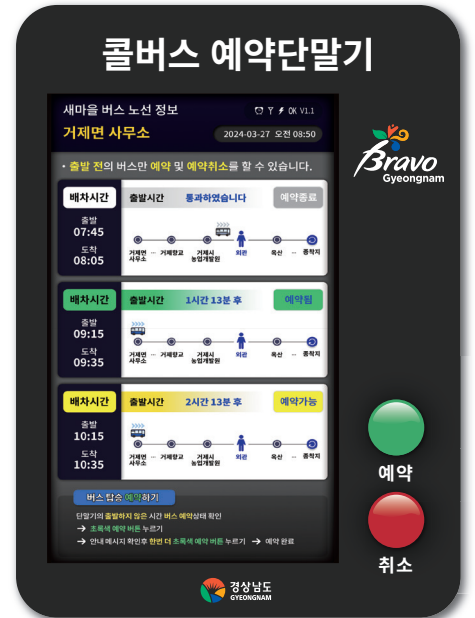 콜버스 예약단말기
새마을 버스 노선 정보
OK V1.1
거제면 사무소
2024-03-27 오전 08:50
• 출발 전의 버스만 예약 및 예약취소를 할 수 있습니다.
배차시간 출발시간 통과하였습니다 예약종료
출발
07:45
도착
08:05
거제면 사무소 ··· 거제향교 거제시 농업개발원 외관 옥산 ··· 종착지
배차시간 출발시간 1시간 13분 후 예약됨
출발
09:15
도착
09:35
거제면 사무소 ··· 거제향교 거제시 농업개발원 외관 옥산 ··· 종착지
배차시간 출발시간 2시간 13분 후 예약가능
출발
10:15
도착
10:35
거제면 사무소 ··· 거제향교 거제시 농업개발원 외관 옥산 ··· 종착지
버스 탑승 예약하기
단말기의 출발하지 않은 시간 버스 예약상태 확인
→ 초록색 예약 버튼 누르기
→ 안내 메시지 확인후 한번 더 초록색 예약 버튼 누르기 → 예약 완료
Bravo
Gyeongnam
예약
취소
경상남도
GYEONGNAM